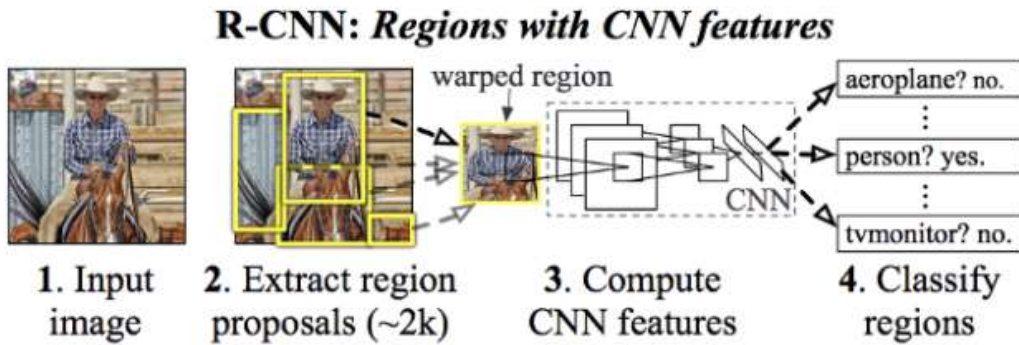 R-CNN: Regions with CNN features
warped region
aeroplane? no.
person? yes.
tvmonitor? no.
CNN
1. Input
image
2. Extract region
proposals (~2k)
3. Compute
CNN features
4. Classify
regions